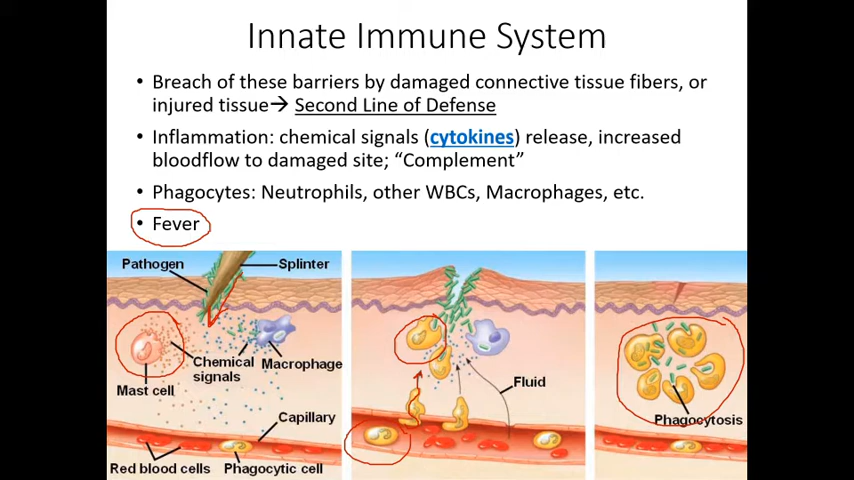 Innate Immune System
• Breach of these barriers by damaged connective tissue fibers, or
injured tissue→ Second Line of Defense
• Inflammation: chemical signals (cytokines) release, increased
bloodflow to damaged site; “Complement”
• Phagocytes: Neutrophils, other WBCs, Macrophages, etc.
• Fever
Pathogen
Splinter
Chemical
signals
Macrophage
Mast cell
Capillary
Red blood cells
Phagocytic cell
Fluid
Phagocytosis